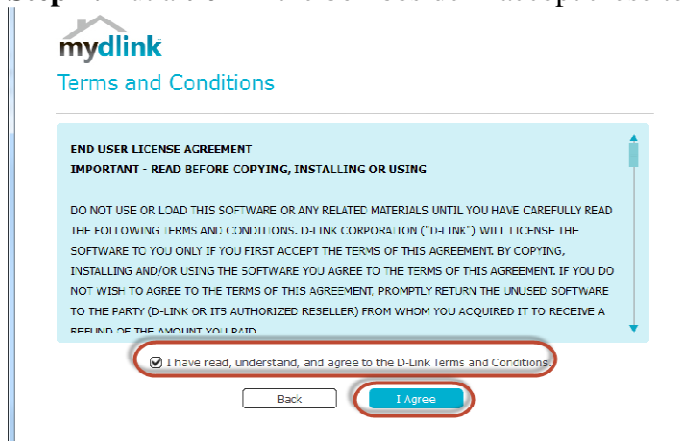 mydlink
Terms and Conditions
END USER LICENSE AGREEMENT
IMPORTANT - READ BEFORE COPYING, INSTALLING OR USING
DO NOT USE OR LOAD THIS SOFTWARE OR ANY RELATED MATERIALS UNTIL YOU HAVE CAREFULLY READ
THE FOLLOWING TERMS AND CONDITIONS. D-LINK CORPORATION ("D-LINK") WILL LICENSE THE
SOFTWARE TO YOU ONLY IF YOU FIRST ACCEPT THE TERMS OF THIS AGREEMENT. BY COPYING,
INSTALLING AND/OR USING THE SOFTWARE YOU AGREE TO THE TERMS OF THIS AGREEMENT. IF YOU DO
NOT WISH TO AGREE TO THE TERMS OF THIS AGREEMENT, PROMPTLY RETURN THE UNUSED SOFTWARE
TO THE PARTY (D-LINK OR ITS AUTHORIZED RESELLER) FROM WHOM YOU ACQUIRED IT TO RECEIVE A
REFUND OF THE AMOUNT YOU PAID
I have read, understand, and agree to the D-Link Terms and Conditions.
Back
I Agree